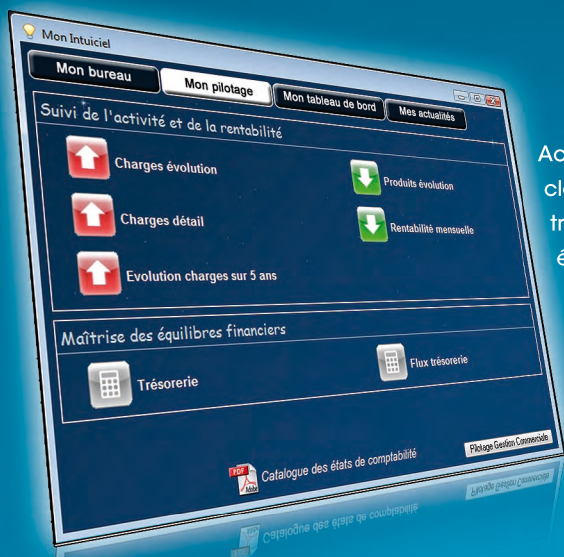 Mon Intuiciel
Mon bureau
Mon pilotage
Mon tableau de bord
Mes actualités
Suivi de l'activité et de la rentabilité
Charges évolution
Produits évolution
Charges détail
Rentabilité mensuelle
Evolution charges sur 5 ans
Maîtrise des équilibres financiers
Trésorerie
Flux trésorerie
PDF
Adobe
Catalogue des états de comptabilité
Pilotage Gestion Commerciale